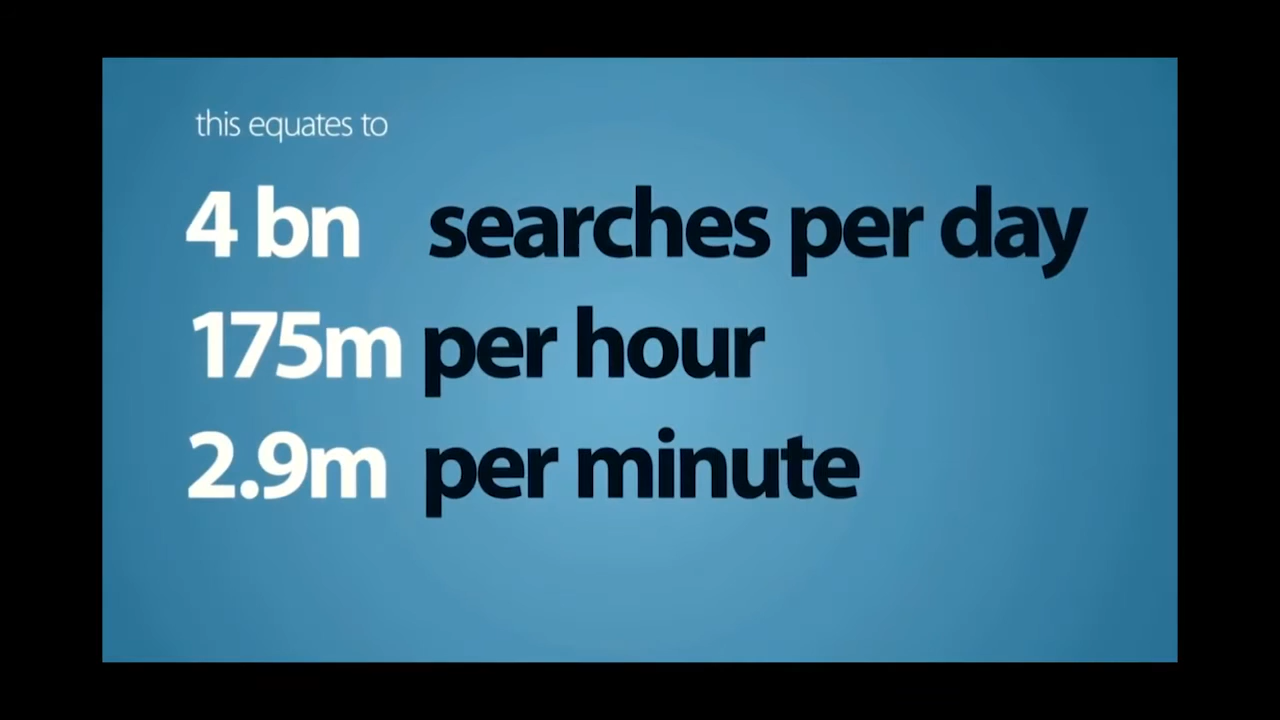 this equates to
4 bn searches per day
175m per hour
2.9m per minute